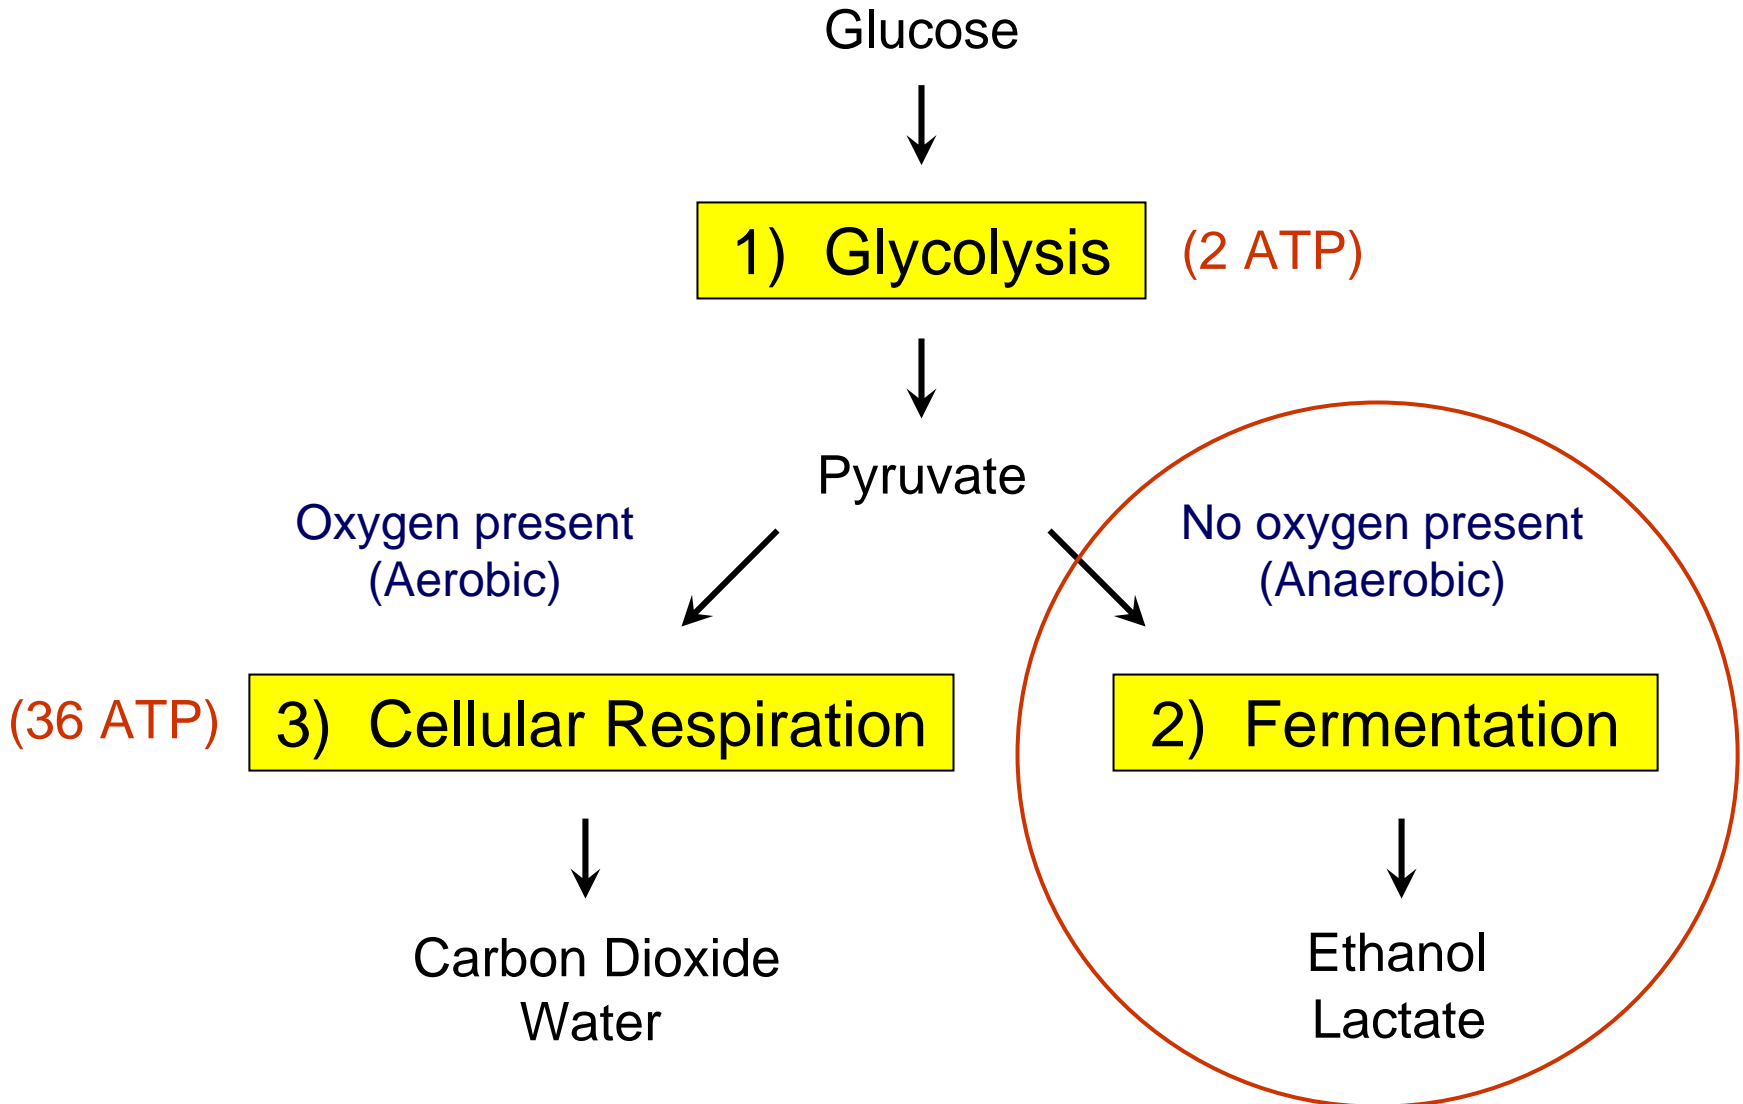 Glucose
1) Glycolysis
(2 ATP)
Pyruvate
Oxygen present
(Aerobic)
No oxygen present
(Anaerobic)
(36 ATP)
3) Cellular Respiration
2) Fermentation
Carbon Dioxide
Water
Ethanol
Lactate